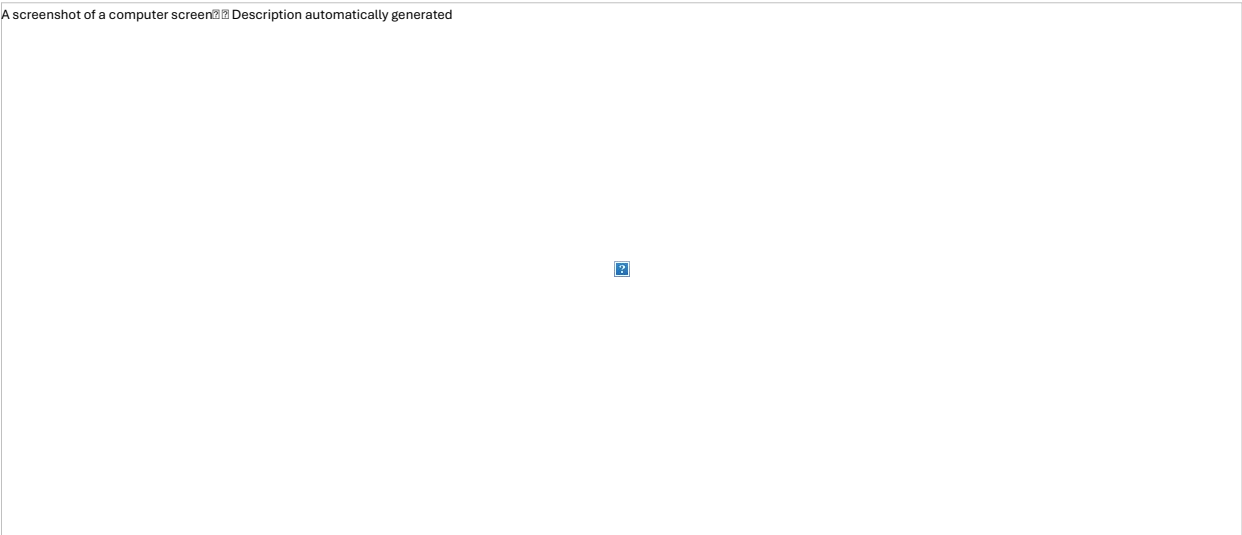 A screenshot of a computer screen⍰⍰ Description automatically generated
?